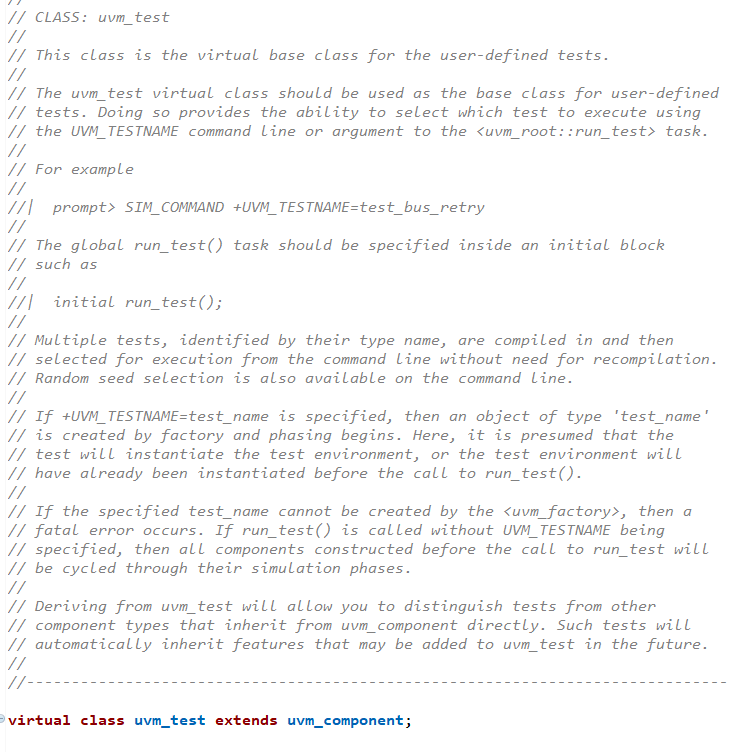 //
// CLASS: uvm_test
//
// This class is the virtual base class for the user-defined tests.
//
// The uvm_test virtual class should be used as the base class for user-defined
// tests. Doing so provides the ability to select which test to execute using
// the UVM_TESTNAME command line or argument to the <uvm_root::run_test> task.
//
// For example
//
//|  prompt> SIM_COMMAND +UVM_TESTNAME=test_bus_retry
//
// The global run_test() task should be specified inside an initial block
// such as
//
//|  initial run_test();
//
// Multiple tests, identified by their type name, are compiled in and then
// selected for execution from the command line without need for recompilation.
// Random seed selection is also available on the command line.
//
// If +UVM_TESTNAME=test_name is specified, then an object of type 'test_name'
// is created by factory and phasing begins. Here, it is presumed that the
// test will instantiate the test environment, or the test environment will
// have already been instantiated before the call to run_test().
//
// If the specified test_name cannot be created by the <uvm_factory>, then a
// fatal error occurs. If run_test() is called without UVM_TESTNAME being
// specified, then all components constructed before the call to run_test will
// be cycled through their simulation phases.
//
// Deriving from uvm_test will allow you to distinguish tests from other
// component types that inherit from uvm_component directly. Such tests will
// automatically inherit features that may be added to uvm_test in the future.
//
//------------------------------------------------------------------------------
virtual class uvm_test extends uvm_component;